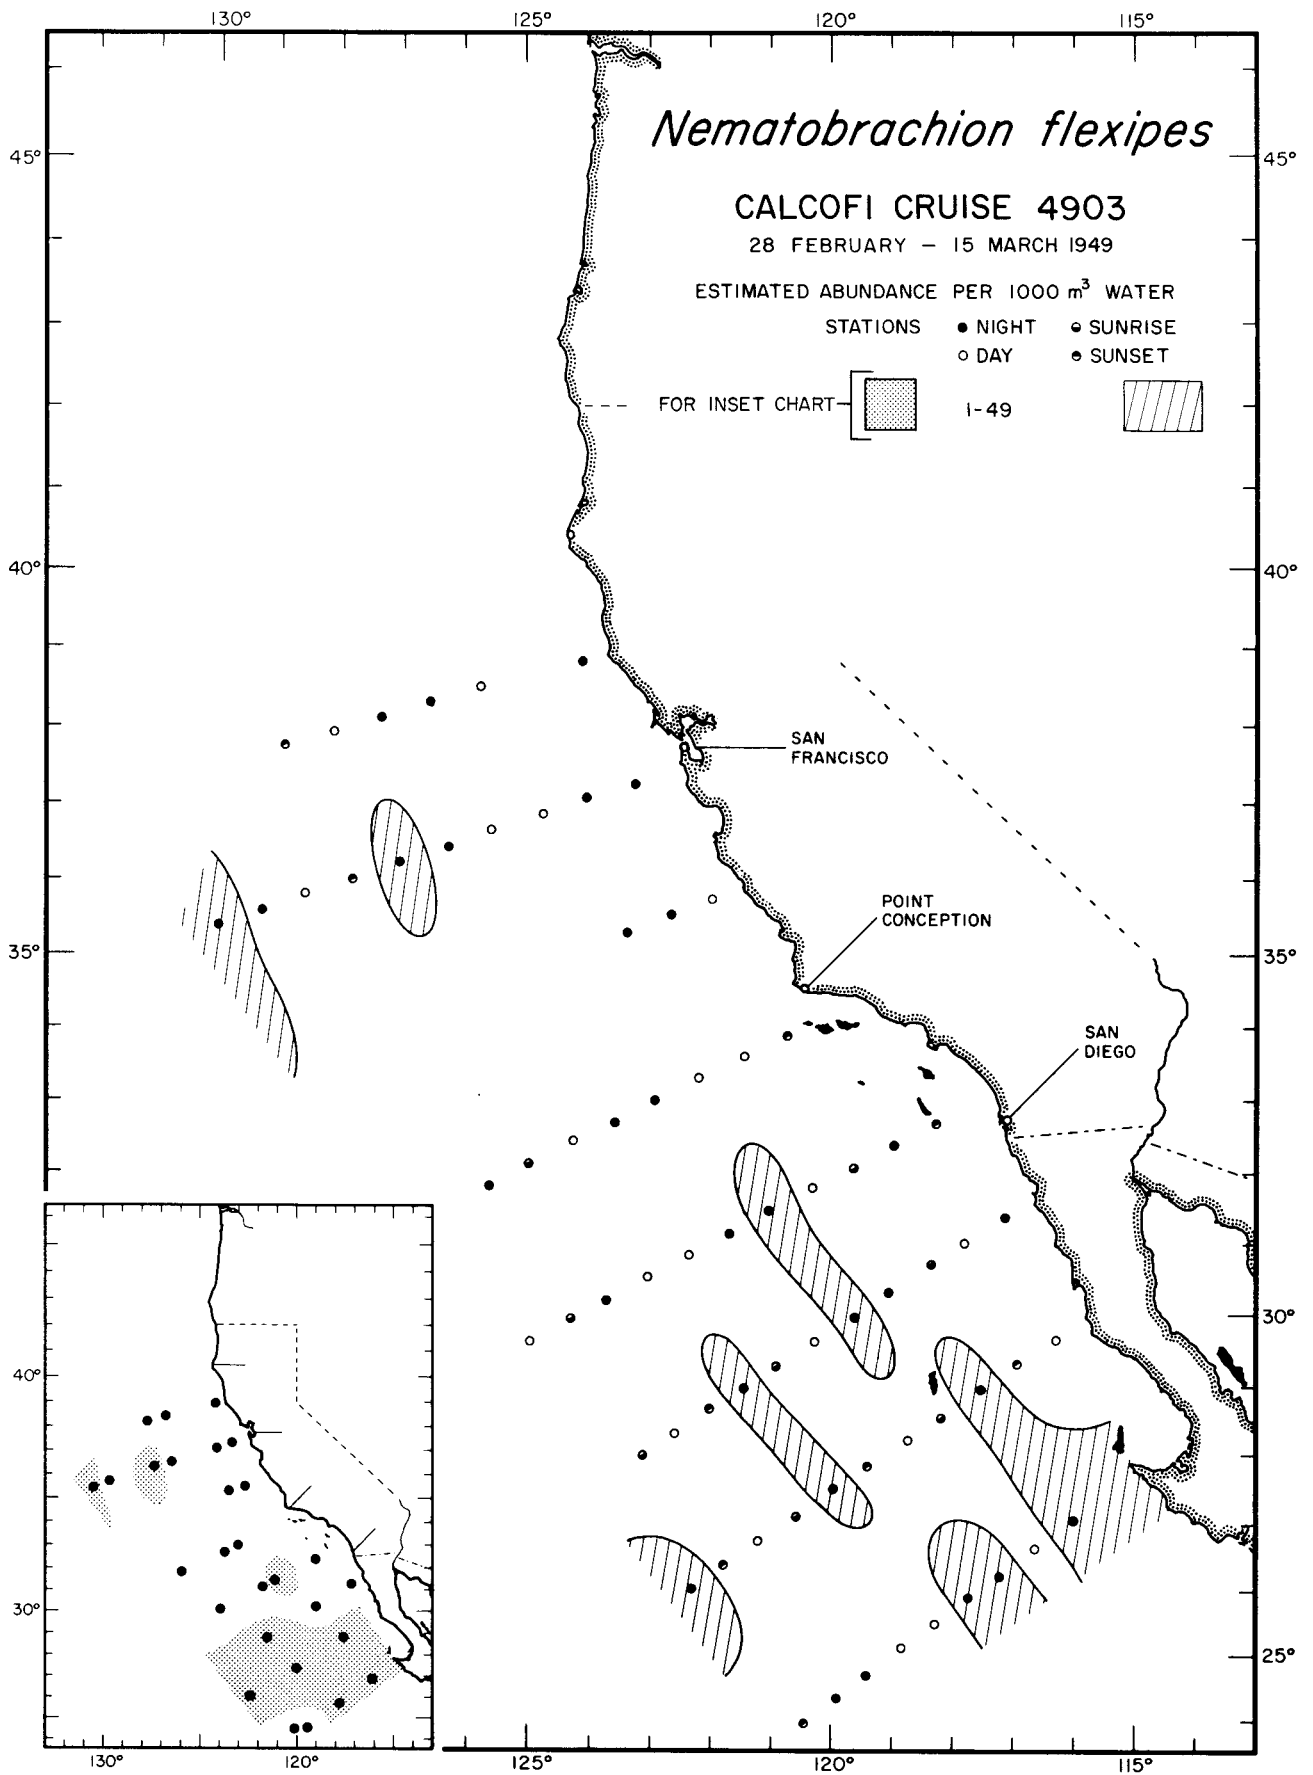 130° 125° 120° 115°
Nematobrachion flexipes
45° 45°
CALCOFI CRUISE 4903
28 FEBRUARY – 15 MARCH 1949
ESTIMATED ABUNDANCE PER 1000 m³ WATER
STATIONS NIGHT SUNRISE
DAY SUNSET
FOR INSET CHART 1-49
40° 40°
SAN
FRANCISCO
POINT
CONCEPTION
35° 35°
SAN
DIEGO
30°
40°
30°
25°
130° 120° 125° 120° 115°